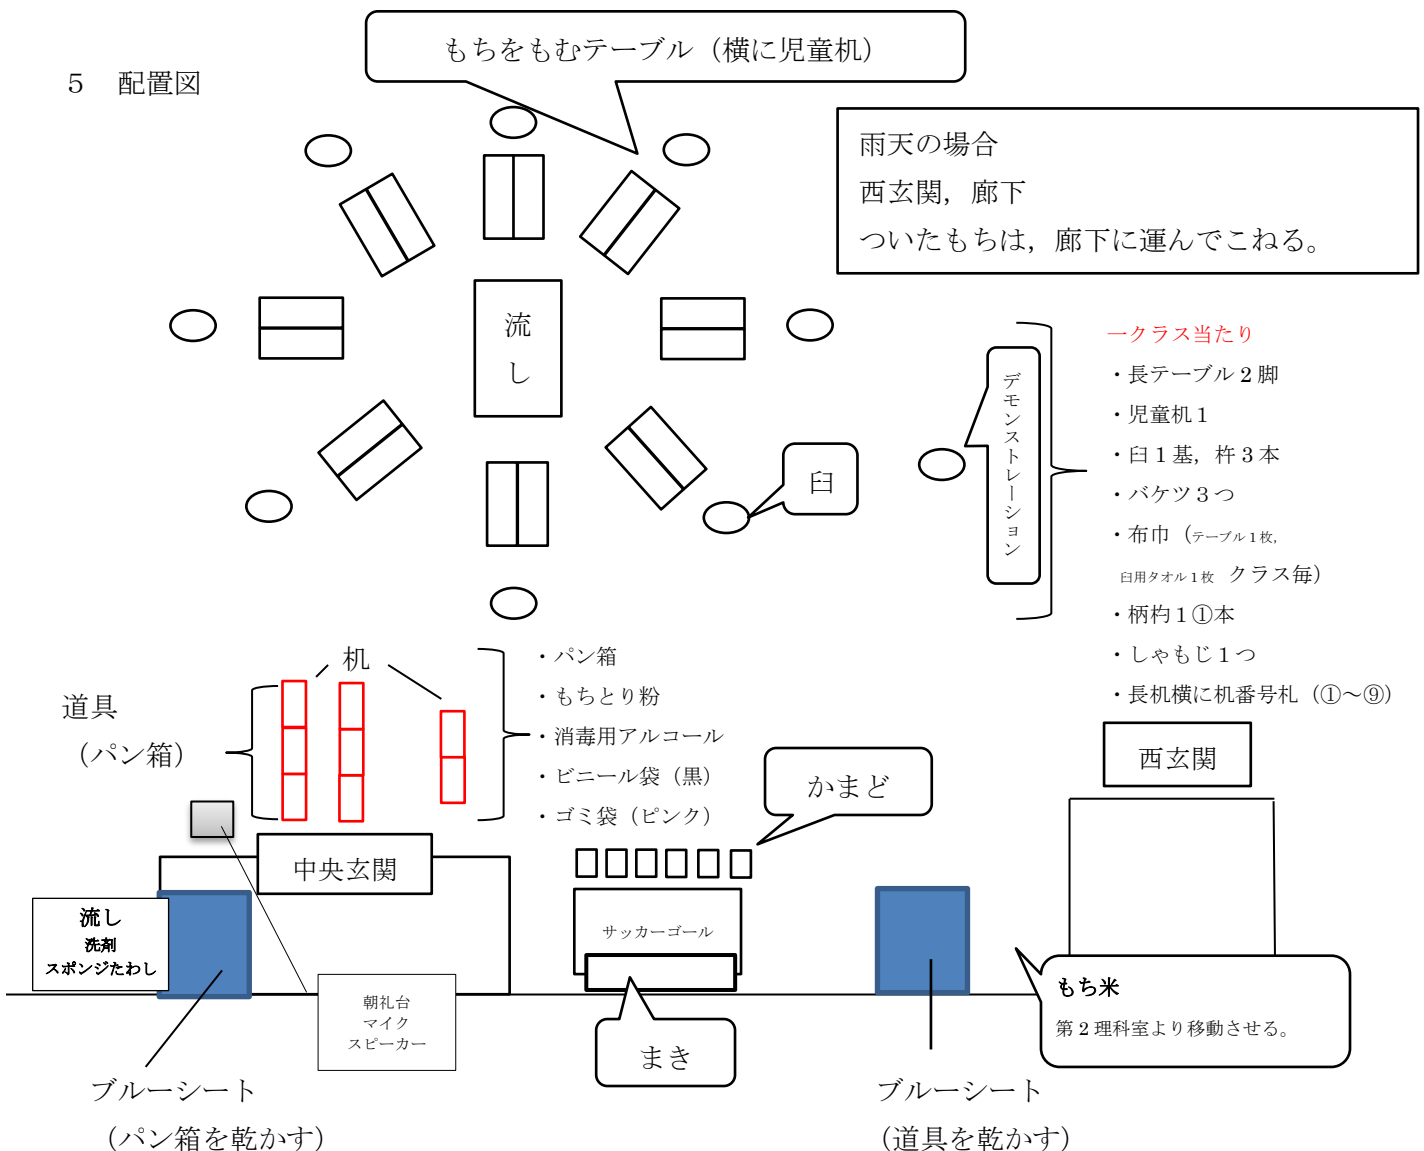 もちをもむテーブル（横に児童机）
５　配置図
雨天の場合
西玄関，廊下
ついたもちは，廊下に運んでこねる。
流
し
臼
デモンストレーション
一クラス当たり
・長テーブル２脚
・児童机１
・臼１基，杵３本
・バケツ３つ
・布巾（テーブル１枚，
臼用タオル１枚　クラス毎）
・柄杓１①本
・しゃもじ１つ
・長机横に机番号札（①～⑨）
机
道具
（パン箱）
・パン箱
・もちとり粉
・消毒用アルコール
・ビニール袋（黒）
・ゴミ袋（ピンク）
かまど
西玄関
中央玄関
流し
洗剤
スポンジたわし
サッカーゴール
朝礼台
マイク
スピーカー
まき
もち米
第２理科室より移動させる。
ブルーシート
（パン箱を乾かす）
ブルーシート
（道具を乾かす）